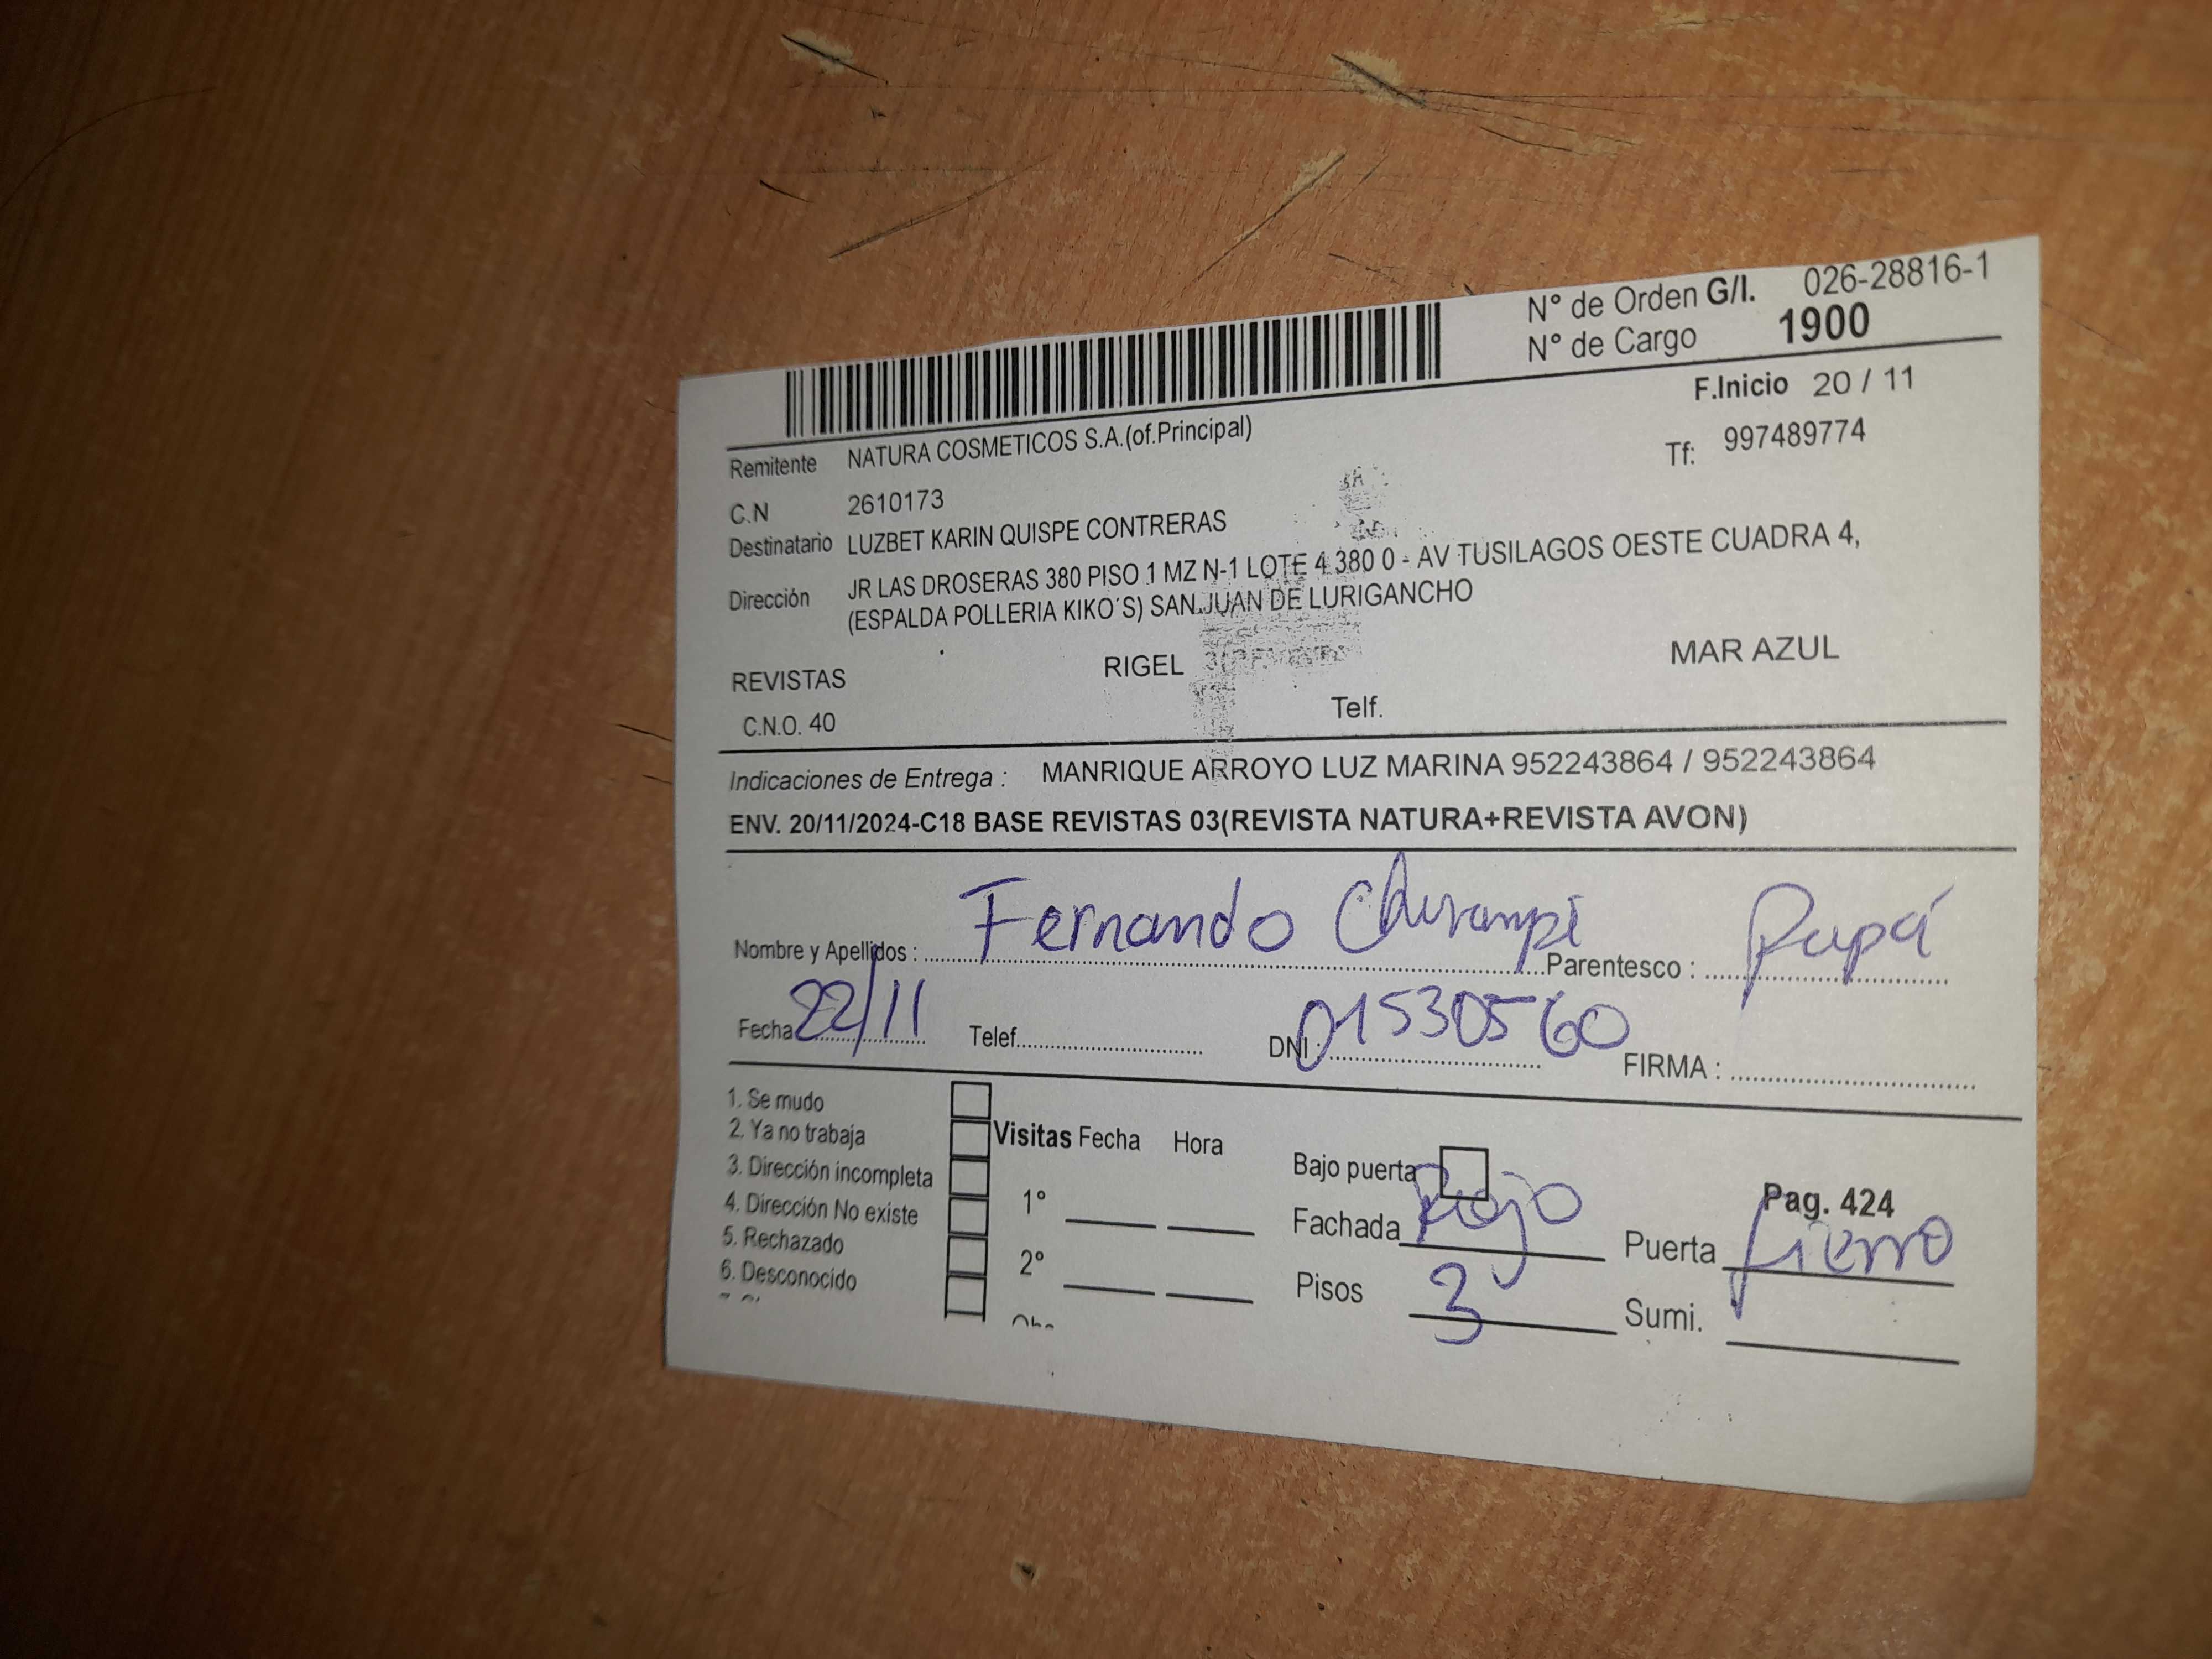 N° de Orden G/I. 026-28816-1
N° de Cargo 1900
F.Inicio 20 / 11
Remitente NATURA COSMETICOS S.A.(of.Principal) Tf: 997489774
C.N 2610173
Destinatario LUZBET KARIN QUISPE CONTRERAS
Dirección JR LAS DROSERAS 380 PISO 1 MZ N-1 LOTE 4 380 0 - AV TUSILAGOS OESTE CUADRA 4,
(ESPALDA POLLERIA KIKO´S) SAN JUAN DE LURIGANCHO
REVISTAS RIGEL MAR AZUL
C.N.O. 40 Telf.
Indicaciones de Entrega : MANRIQUE ARROYO LUZ MARINA 952243864 / 952243864
ENV. 20/11/2024-C18 BASE REVISTAS 03(REVISTA NATURA+REVISTA AVON)
Nombre y Apellidos : Fernando Churampi Parentesco : Papá
Fecha 22/11 Telef. DNI : 01530560 FIRMA :
1. Se mudo
2. Ya no trabaja Visitas Fecha Hora Bajo puerta
3. Dirección incompleta 1° Pag. 424
4. Dirección No existe Fachada Rojo Puerta fierro
5. Rechazado 2°
6. Desconocido Pisos 3 Sumi.